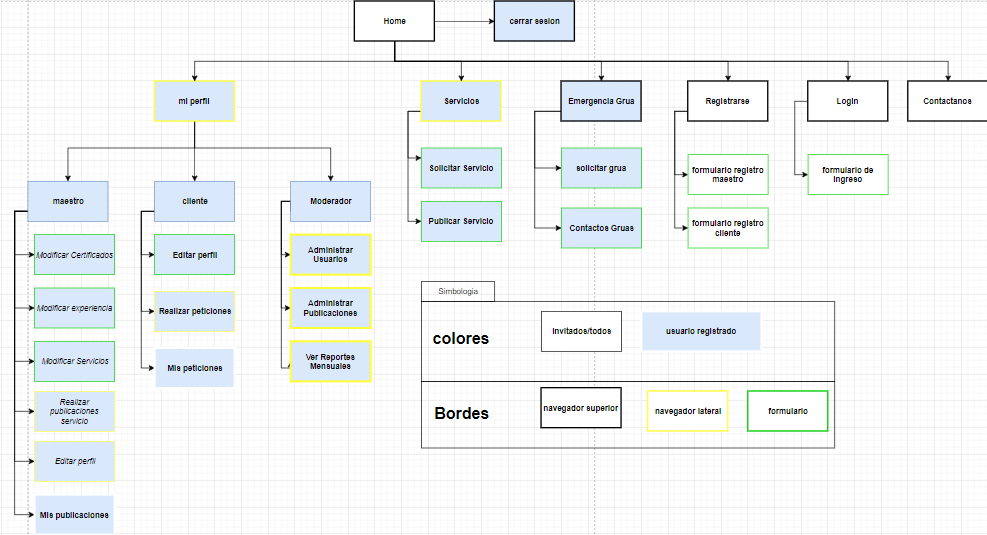 Home
cerrar sesion
mi perfil
Servicios
Emergencia Grua
Registrarse
Login
Contactanos
Solicitar Servicio
Publicar Servicio
solicitar grua
Contactos Gruas
formulario registro
maestro
formulario registro
cliente
formulario de
ingreso
maestro
cliente
Moderador
Modificar Certificados
Modificar experiencia
Modificar Servicios
Realizar
publicaciones
servicio
Editar perfil
Mis publicaciones
Editar perfil
Realizar peticiones
Mis peticiones
Administrar
Usuarios
Administrar
Publicaciones
Ver Reportes
Mensuales
Simbologia
colores
invitados/todos
usuario registrado
Bordes
navegador superior
navegador lateral
formulario